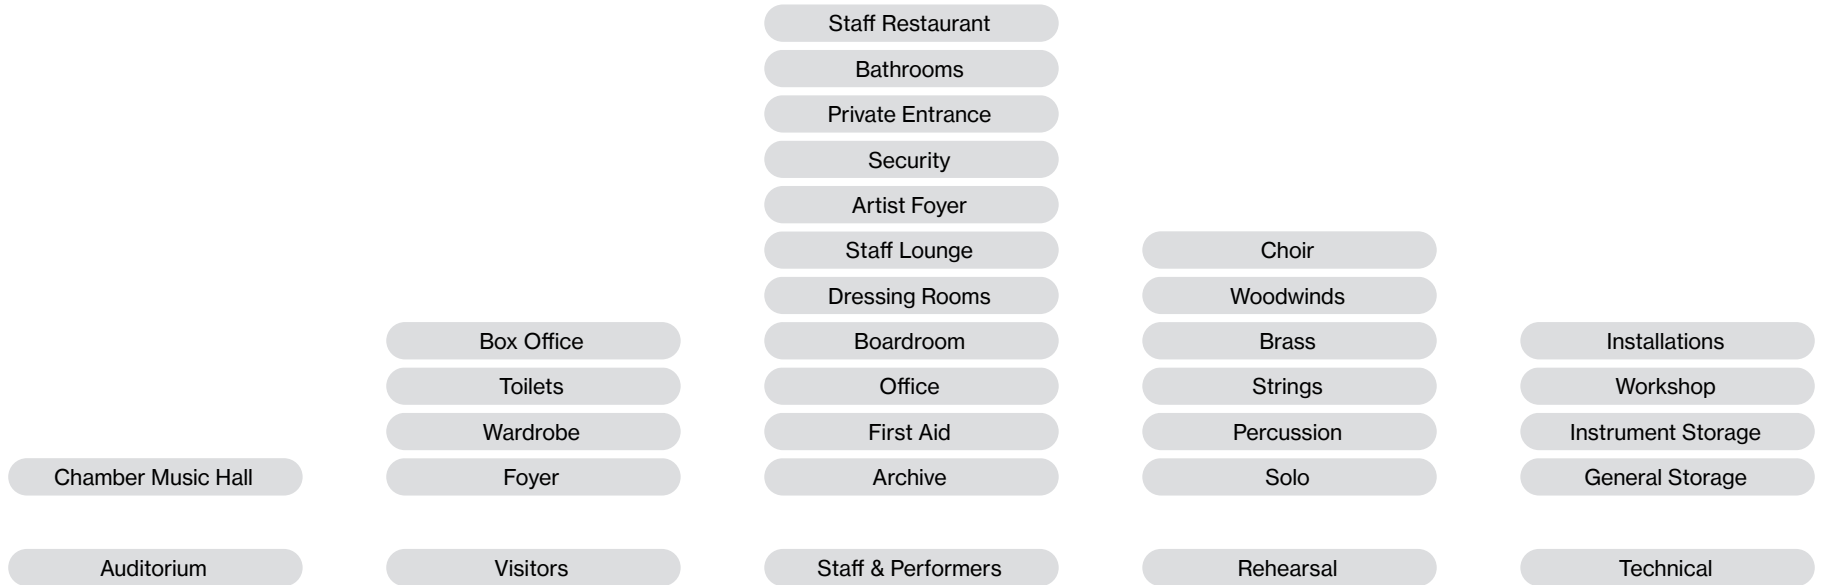 Staff Restaurant
Bathrooms
Private Entrance
Security
Artist Foyer
Staff Lounge
Choir
Dressing Rooms
Woodwinds
Box Office
Boardroom
Brass
Installations
Toilets
Office
Strings
Workshop
Wardrobe
First Aid
Percussion
Instrument Storage
Chamber Music Hall
Foyer
Archive
Solo
General Storage
Auditorium
Visitors
Staff & Performers
Rehearsal
Technical